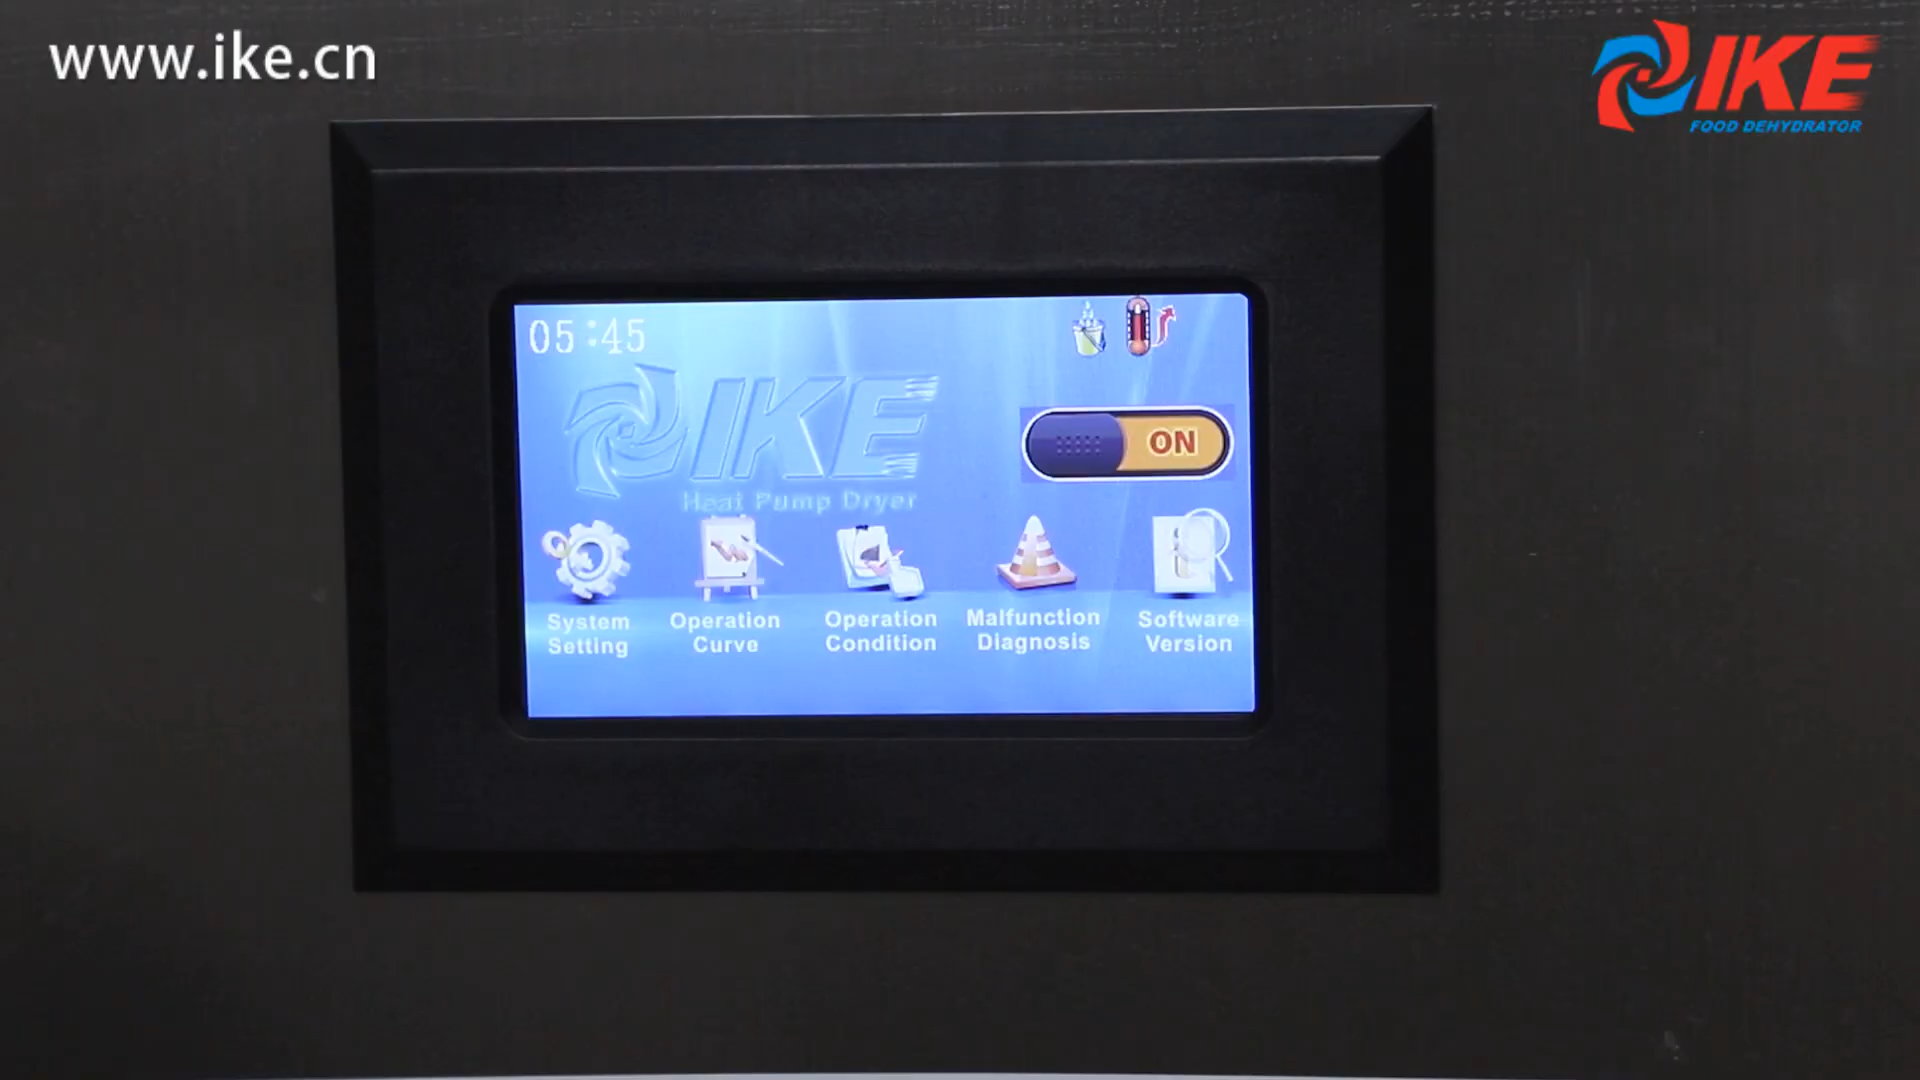 www.ike.cn
IKE
FOOD DEHYDRATOR
05:45
IKE
Heat Pump Dryer
ON
System
Setting
Operation
Curve
Operation
Condition
Malfunction
Diagnosis
Software
Version